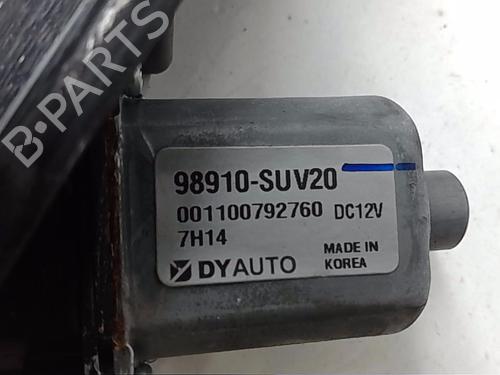 B-PARTS
98910-SUV20
001100792760 DC12V
7H14
MADE IN
KOREA
DYAUTO